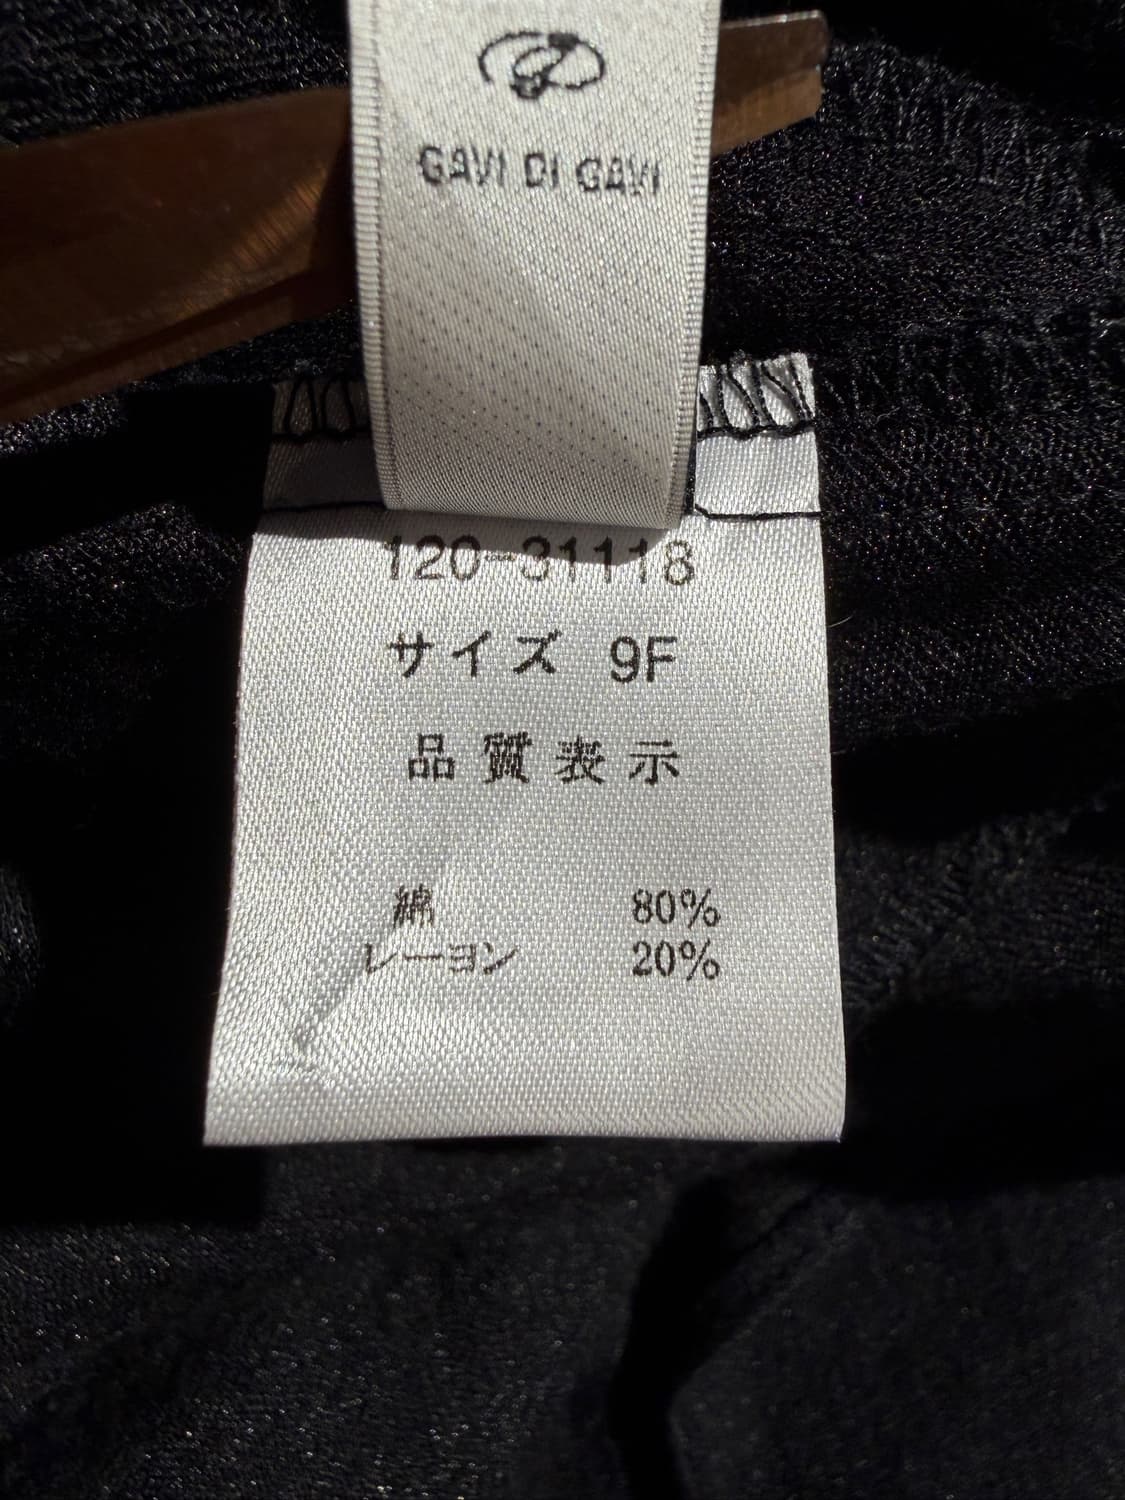 GAVI DI GAVI
120-31118
サイズ 9F
品質表示
綿 80%
レーヨン 20%